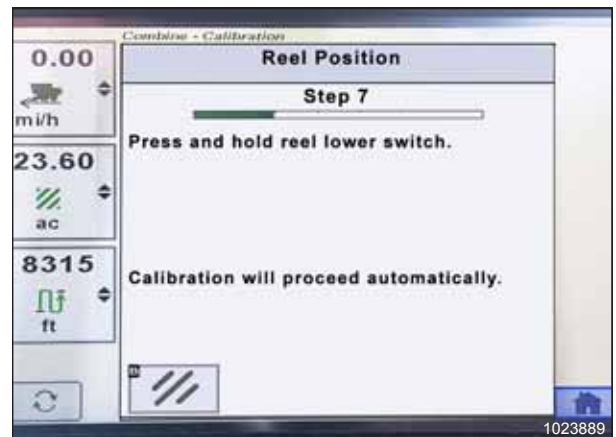 Combine - Calibration
Reel Position
0.00
mi/h
Step 7
Press and hold reel lower switch.
23.60
ac
8315
ft
Calibration will proceed automatically.
1023889